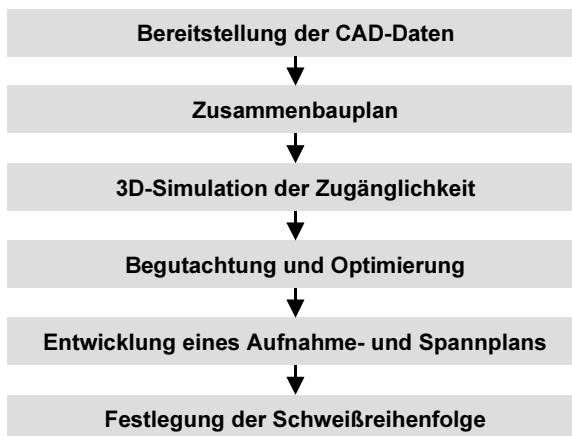 Bereitstellung der CAD-Daten
Zusammenbauplan
3D-Simulation der Zugänglichkeit
Begutachtung und Optimierung
Entwicklung eines Aufnahme- und Spannplans
Festlegung der Schweißreihenfolge